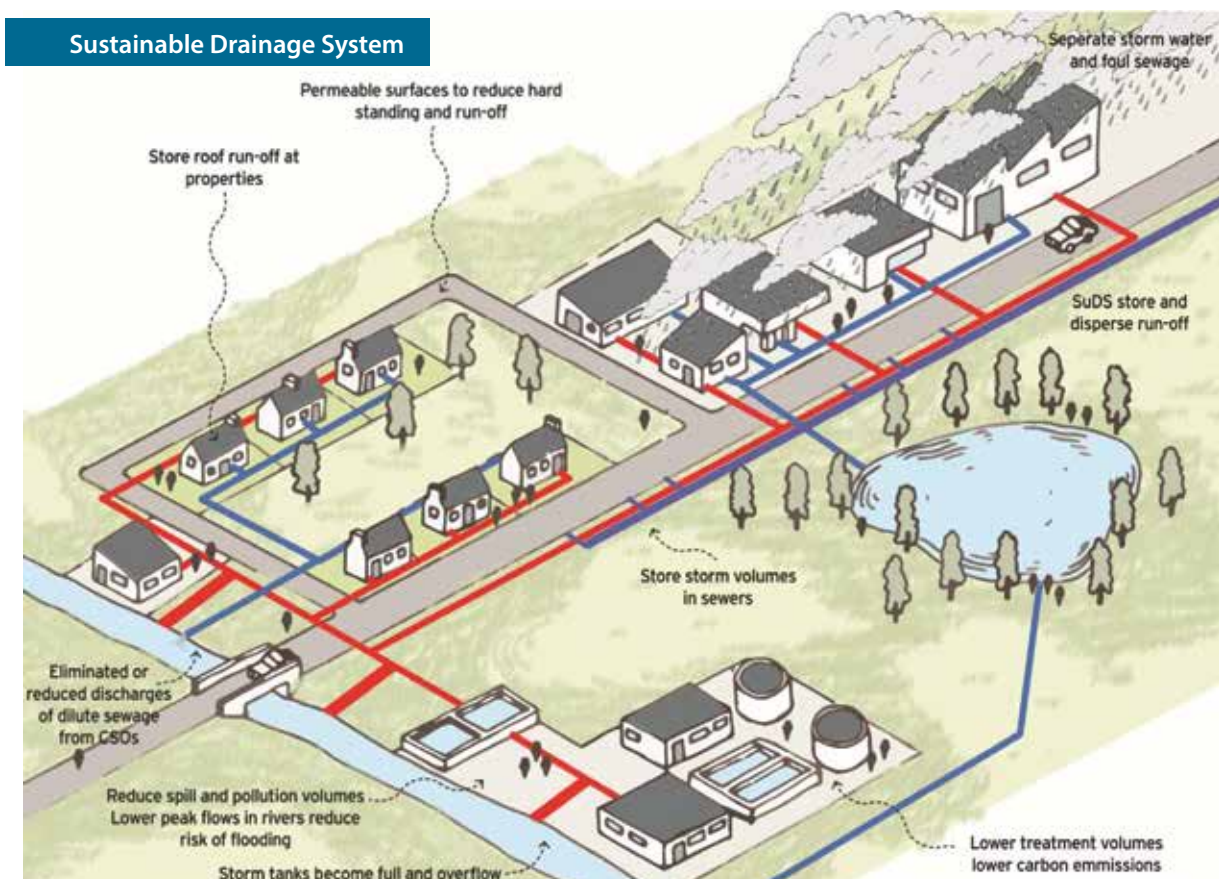 Sustainable Drainage System
Seperate storm water
and foul sewage
Permeable surfaces to reduce hard
standing and run-off
Store roof run-off at
properties
SuDS store and
disperse run-off
Store storm volumes
in sewers
Eliminated or
reduced discharges
of dilute sewage
from CSOs
Reduce spill and pollution volumes
Lower peak flows in rivers reduce
risk of flooding
Storm tanks become full and overflow
Lower treatment volumes
lower carbon emmissions